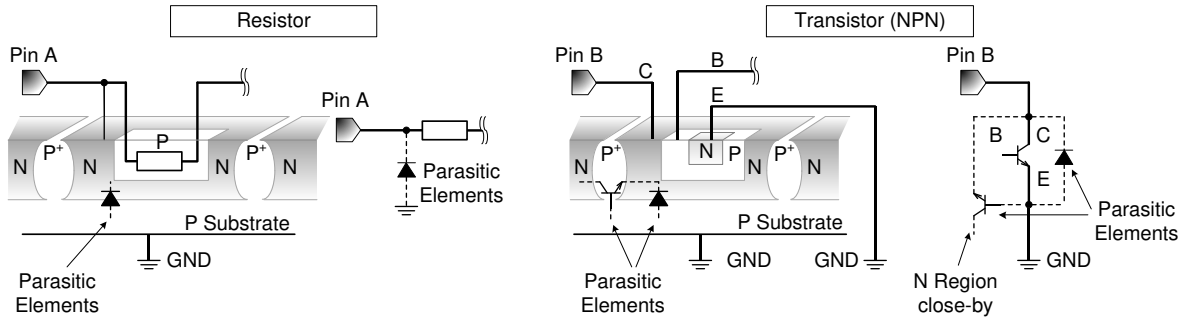 Resistor
Pin A
N
P+
N
P
P+
N
N
Parasitic
Elements
P Substrate
GND
Pin A
Parasitic
Elements
Transistor (NPN)
Pin B
C
B
E
N
P+
N
P
P+
N
N
P Substrate
GND
GND
Parasitic
Elements
Pin B
B
C
E
Parasitic
Elements
GND
N Region
close-by